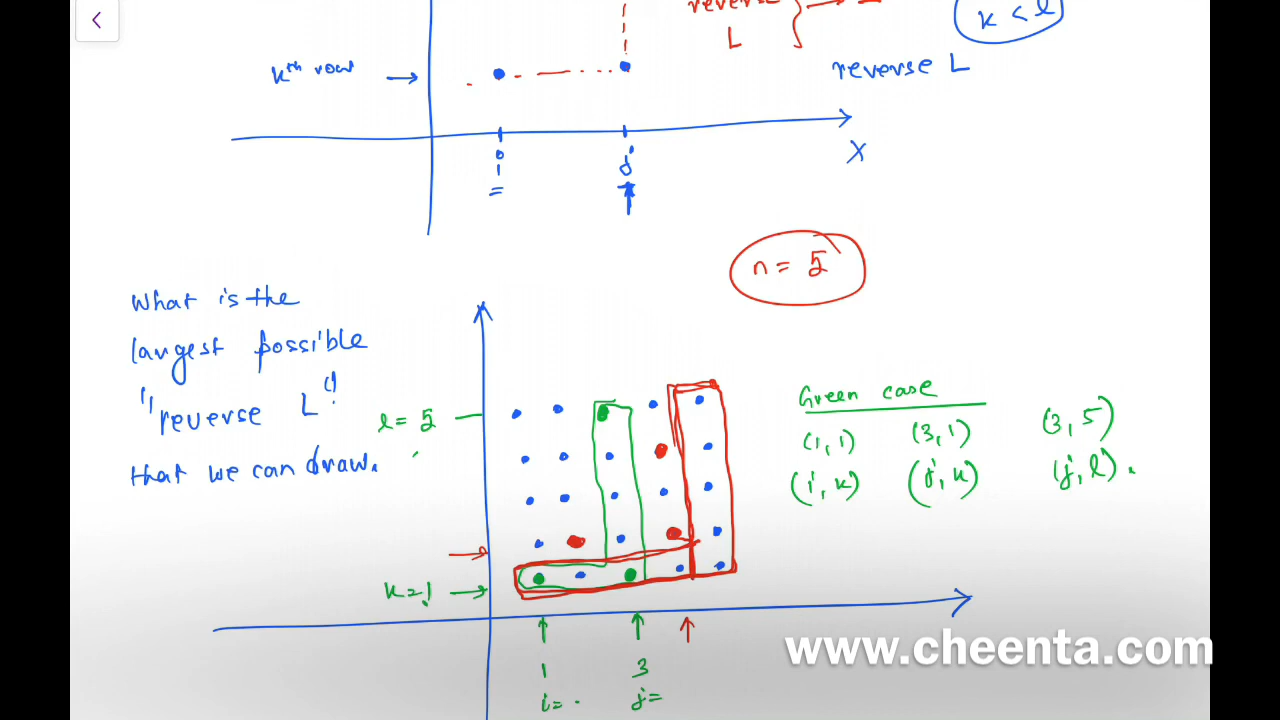 reverse
L
k < l
kth row
reverse L
i
j
X
n = 5
What is the
largest possible
"reverse L"
that we can draw.
l = 5
k = 1
Green case
(1, 1) (3, 1) (3, 5)
(i, k) (j, k) (j, l).
1 3
i= j=
www.cheenta.com